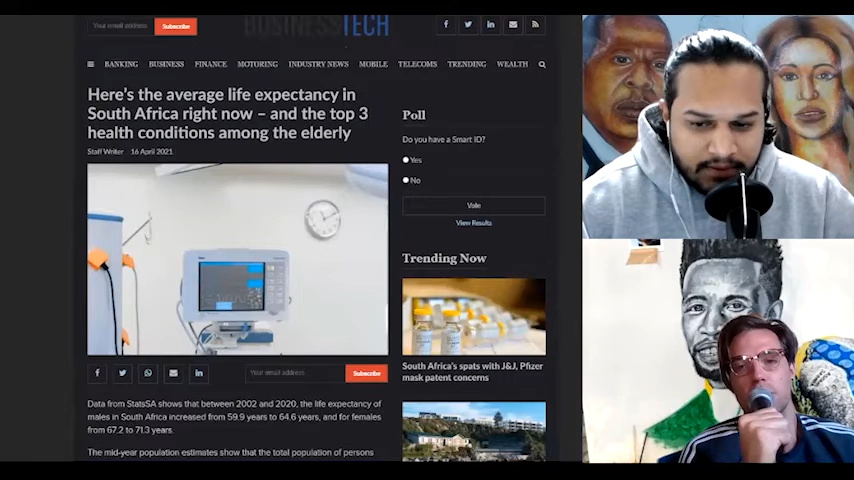 Your email address
Subscribe
BUSINESSTECH
BANKING
BUSINESS
FINANCE
MOTORING
INDUSTRY NEWS
MOBILE
TELECOMS
TRENDING
WEALTH
Here's the average life expectancy in
South Africa right now – and the top 3
health conditions among the elderly
Staff Writer 16 April 2021
Your email address
Subscribe
Data from StatsSA shows that between 2002 and 2020, the life expectancy of
males in South Africa increased from 59.9 years to 64.6 years, and for females
from 67.2 to 71.3 years.
The mid-year population estimates show that the total population of persons
Poll
Do you have a Smart ID?
Yes
No
Vote
View Results
Trending Now
South Africa's spats with J&J, Pfizer
mask patent concerns